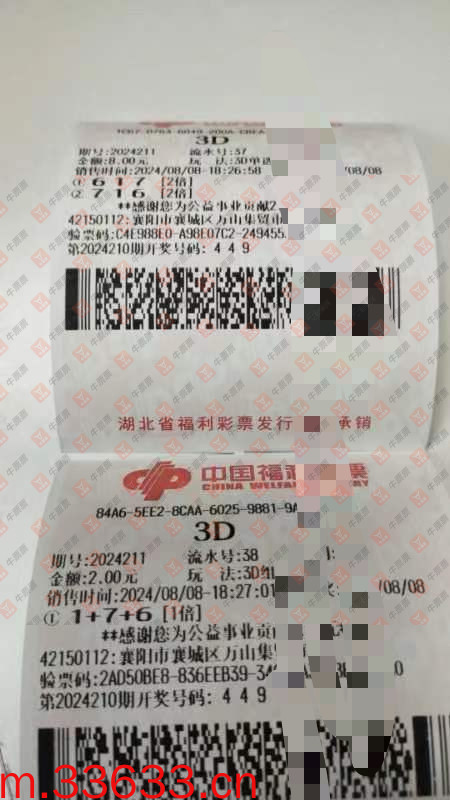 3D
期号:2024211 流水号:37
金额:8.00元 玩 法:3D单选
销售时间:2024/08/08-18:26:58 /08/08
① 6 1 7 [2倍]
② 7 1 6 [2倍]
**感谢您为公益事业贡献2
42150112:襄阳市襄城区万山集贸市
验票码:C4E988E0-A98E07C2-249455
第2024210期开奖号码: 4 4 9
湖北省福利彩票发行 承销
中国福利 票
CHINA WELFA RY
84A6-5EE2-8CAA-6025-9881-9A
3D
期号:2024211 流水号:38
金额:2.00元 玩 法:3D组
销售时间:2024/08/08-18:27:01 /08/08
① 1+7+6 [1倍]
**感谢您为公益事业贡
42150112:襄阳市襄城区万山集
验票码:2AD50BE8-836EEB39-34 0
第2024210期开奖号码: 4 4 9
m.33633.cn